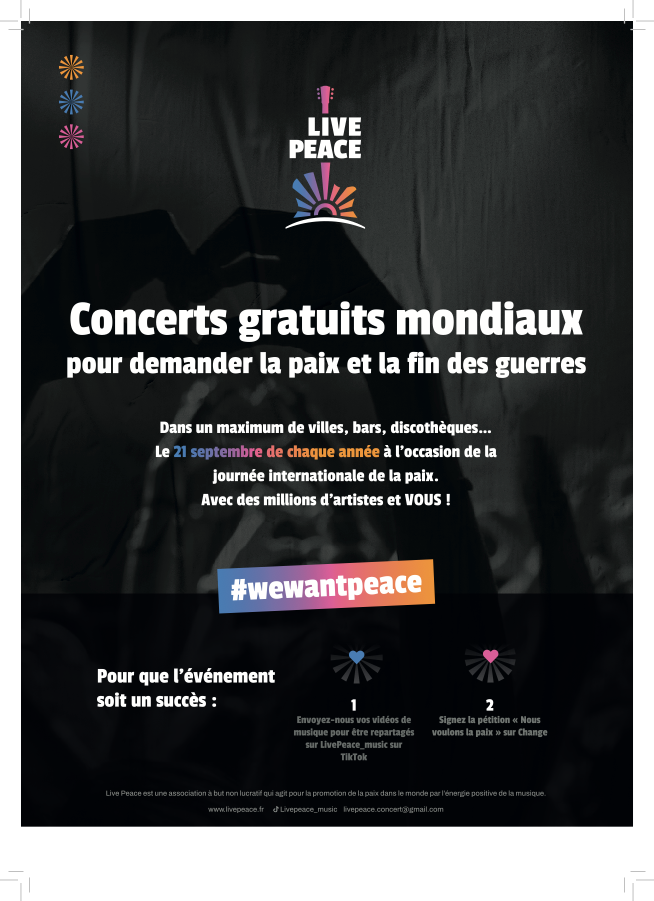 LIVE
PEACE
Concerts gratuits mondiaux
pour demander la paix et la fin des guerres
Dans un maximum de villes, bars, discothèques...
Le 21 septembre de chaque année à l'occasion de la
journée internationale de la paix.
Avec des millions d'artistes et VOUS !
#wewantpeace
Pour que l'événement
soit un succès :
1
Envoyez-nous vos vidéos de
musique pour être repartagés
sur LivePeace_music sur
TikTok
2
Signez la pétition « Nous
voulons la paix » sur Change
Live Peace est une association à but non lucratif qui agit pour la promotion de la paix dans le monde par l'énergie positive de la musique.
www.livepeace.fr Livepeace_music livepeace.concert@gmail.com